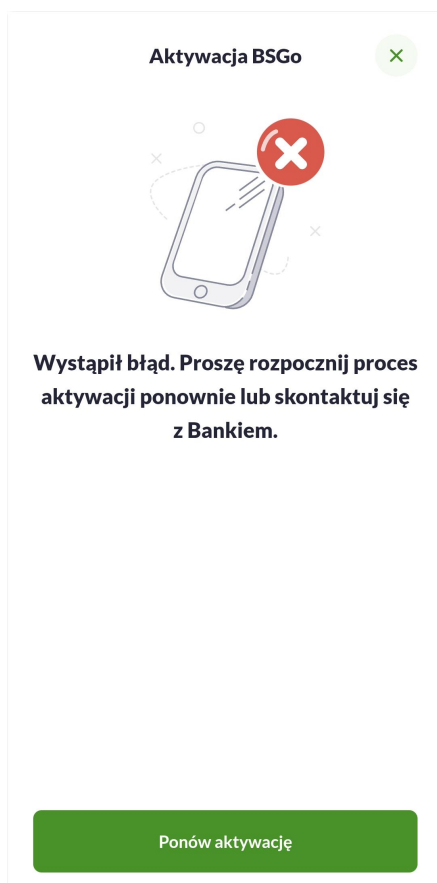 Aktywacja BSGo
Wystąpił błąd. Proszę rozpocznij proces
aktywacji ponownie lub skontaktuj się
z Bankiem.
Ponów aktywację